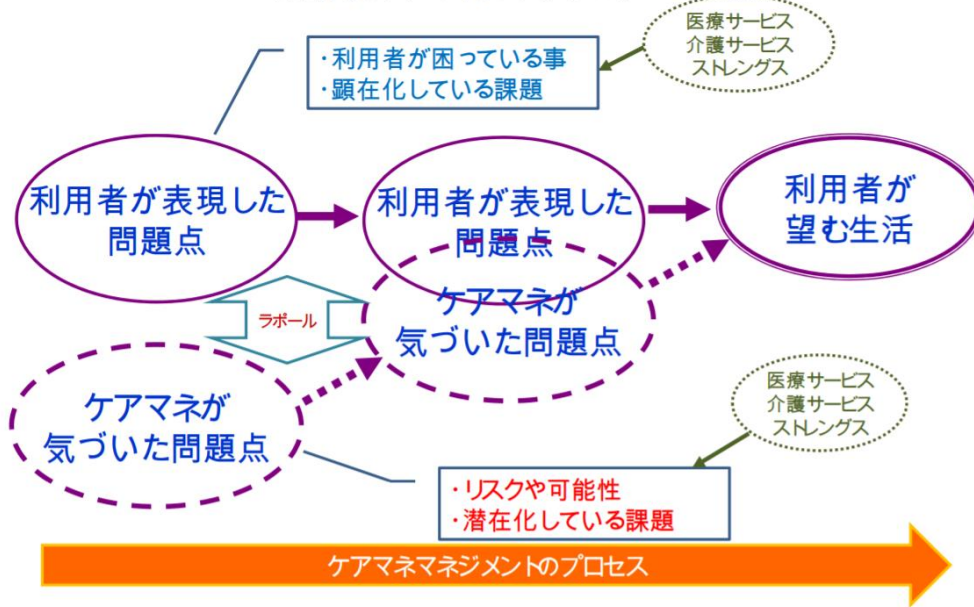 医療サービス
介護サービス
ストレングス
・利用者が困っている事
・顕在化している課題
利用者が表現した
問題点
利用者が表現した
問題点
利用者が
望む生活
ラポール
ケアマネが
気づいた問題点
ケアマネが
気づいた問題点
医療サービス
介護サービス
ストレングス
・リスクや可能性
・潜在化している課題
ケアマネマネジメントのプロセス